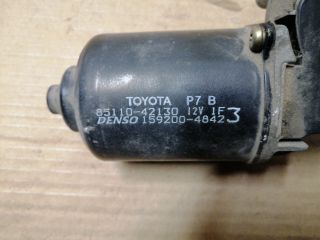 TOYOTA P7 B
85110-42130 12V 1F
DENSO 159200-4842 3